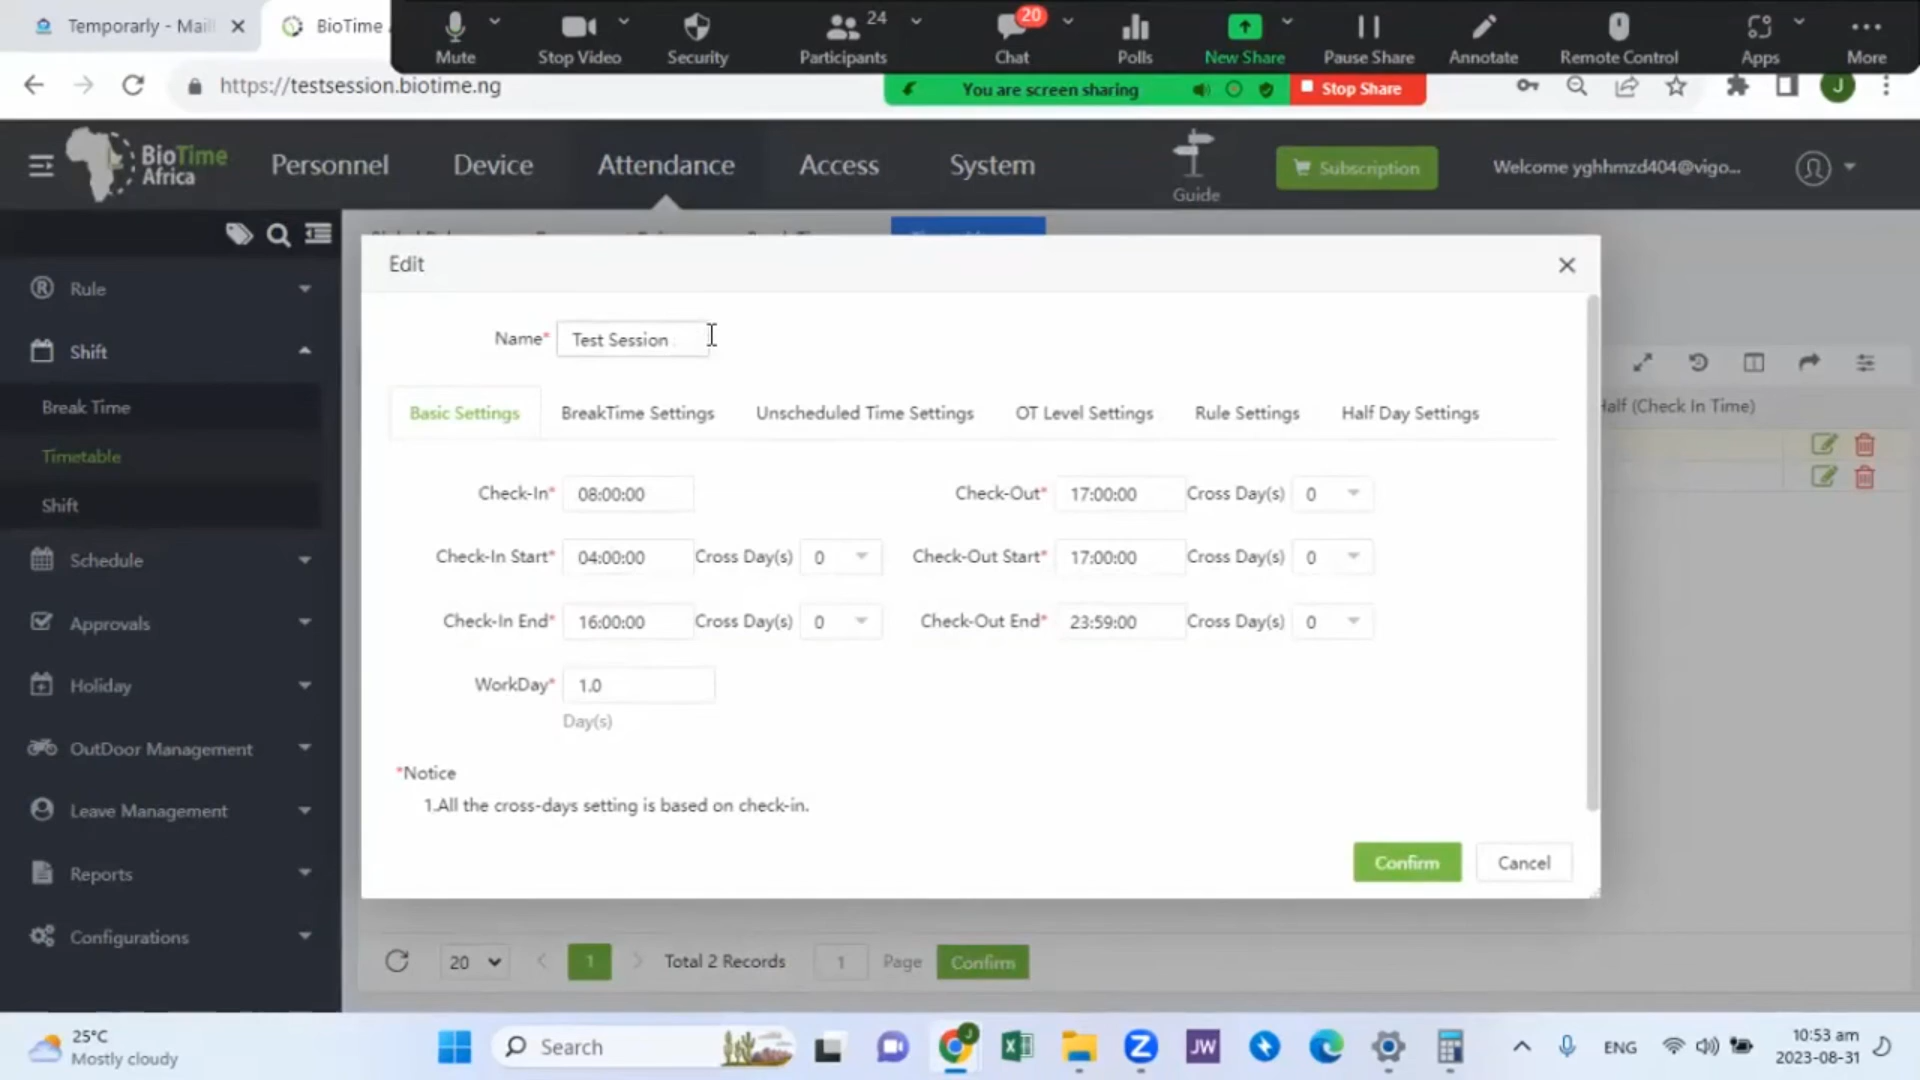 Temporarly - Mail
BioTime
Mute
Stop Video
Security
Participants
24
Chat
20
Polls
New Share
Pause Share
Annotate
Remote Control
Apps
More
https://testsession.biotime.ng
You are screen sharing
Stop Share
J
BioTime
Africa
Personnel
Device
Attendance
Access
System
Guide
Subscription
Welcome yghhmzd404@vigo...
Rule
Shift
Break Time
Timetable
Shift
Schedule
Approvals
Holiday
OutDoor Management
Leave Management
Reports
Configurations
Edit
Name* Test Session
Basic Settings
BreakTime Settings
Unscheduled Time Settings
OT Level Settings
Rule Settings
Half Day Settings
Half (Check In Time)
Check-In* 08:00:00
Check-Out* 17:00:00 Cross Day(s) 0
Check-In Start* 04:00:00 Cross Day(s) 0
Check-Out Start* 17:00:00 Cross Day(s) 0
Check-In End* 16:00:00 Cross Day(s) 0
Check-Out End* 23:59:00 Cross Day(s) 0
WorkDay* 1.0
Day(s)
*Notice
1.All the cross-days setting is based on check-in.
Confirm
Cancel
20
1
Total 2 Records
1
Page
Confirm
25°C
Mostly cloudy
Search
J
JW
ENG
10:53 am
2023-08-31